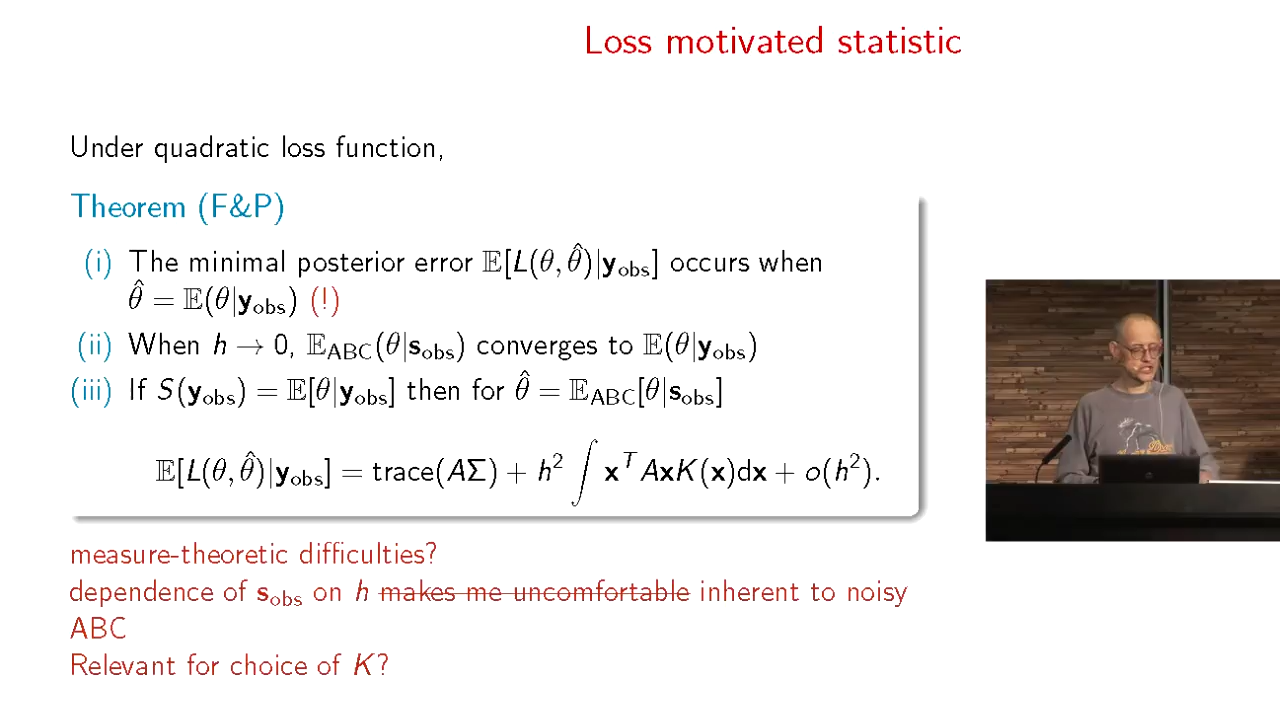 Loss motivated statistic
Under quadratic loss function,
Theorem (F&P)
(i) The minimal posterior error 𝔼[L(θ, θ̂)|y_obs] occurs when
θ̂ = 𝔼(θ|y_obs) (!)
(ii) When h → 0, 𝔼_ABC(θ|s_obs) converges to 𝔼(θ|y_obs)
(iii) If S(y_obs) = 𝔼[θ|y_obs] then for θ̂ = 𝔼_ABC[θ|s_obs]
𝔼[L(θ, θ̂)|y_obs] = trace(AΣ) + h² ∫ xᵀAxK(x)dx + o(h²).
measure-theoretic difficulties?
dependence of s_obs on h makes me uncomfortable inherent to noisy
ABC
Relevant for choice of K?